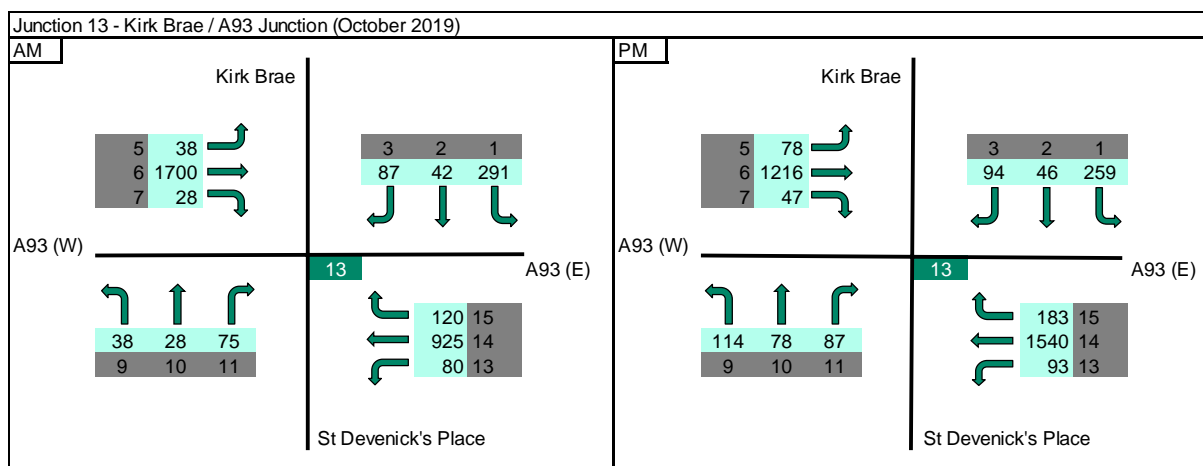 Junction 13 - Kirk Brae / A93 Junction (October 2019)
AM
Kirk Brae
5 38
6 1700
7 28
3 2 1
87 42 291
A93 (W)
13
A93 (E)
38 28 75
9 10 11
120 15
925 14
80 13
St Devenick's Place
PM
Kirk Brae
5 78
6 1216
7 47
3 2 1
94 46 259
A93 (W)
13
A93 (E)
114 78 87
9 10 11
183 15
1540 14
93 13
St Devenick's Place